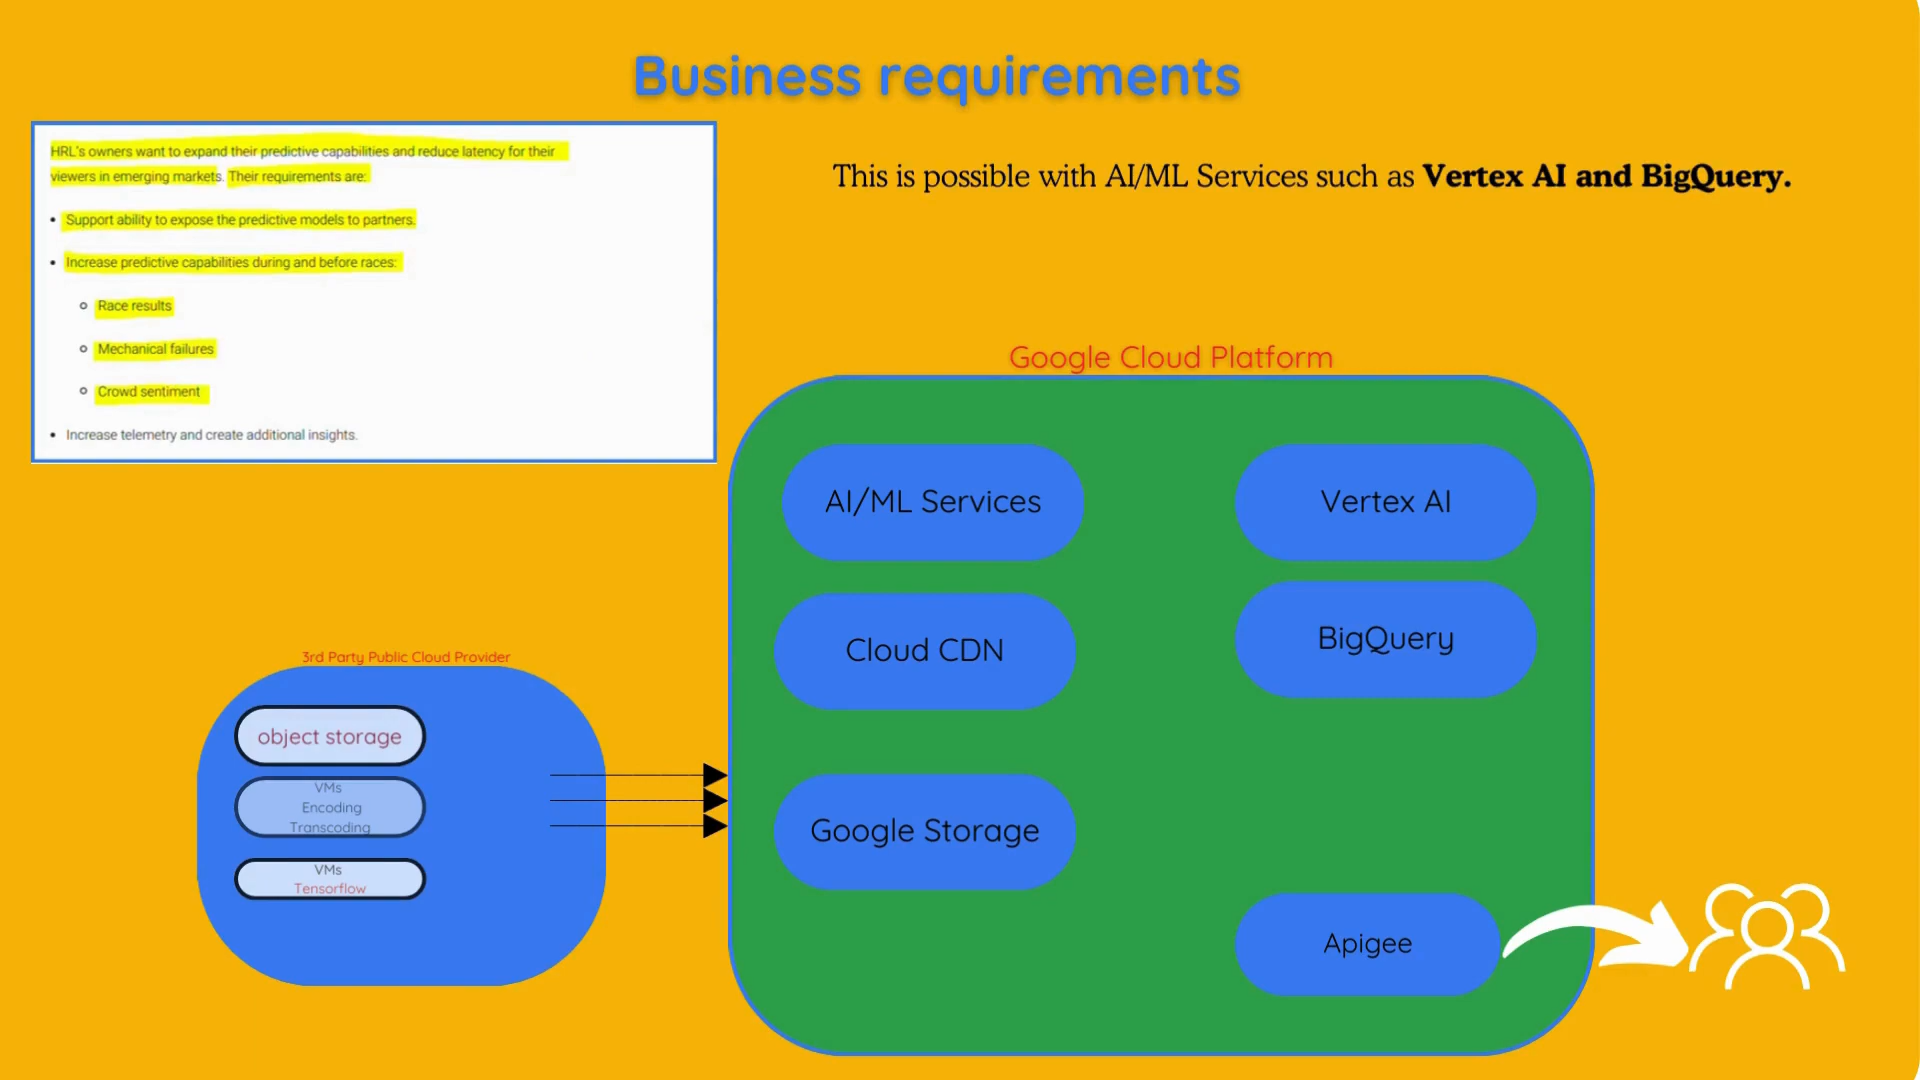 Business requirements
HRL's owners want to expand their predictive capabilities and reduce latency for their
viewers in emerging markets. Their requirements are:
• Support ability to expose the predictive models to partners.
• Increase predictive capabilities during and before races:
○ Race results
○ Mechanical failures
○ Crowd sentiment
• Increase telemetry and create additional insights.
This is possible with AI/ML Services such as Vertex AI and BigQuery.
Google Cloud Platform
AI/ML Services
Vertex AI
Cloud CDN
BigQuery
Google Storage
Apigee
3rd Party Public Cloud Provider
object storage
VMs
Encoding
Transcoding
VMs
Tensorflow